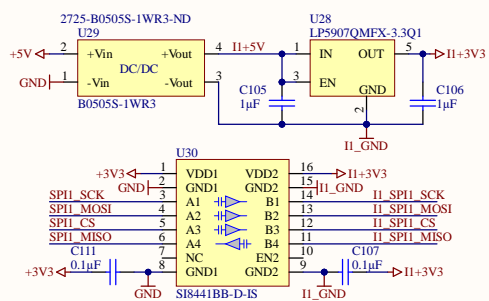 2725-B0505S-1WR3-ND
U29
U28
LP5907QMFX-3.3Q1
+5V 2 +Vin +Vout 4 I1+5V 1 IN OUT 5 I1+3V3
DC/DC
GND 1 -Vin -Vout 3 3 EN
GND
B0505S-1WR3
C105
1µF
2
C106
1µF
I1_GND
U30
+3V3 1 VDD1 VDD2 16 I1+3V3
GND 2 GND1 GND2 15 I1_GND
SPI1_SCK 3 A1 B1 14 I1_SPI1_SCK
SPI1_MOSI 4 A2 B2 13 I1_SPI1_MOSI
SPI1_CS 5 A3 B3 12 I1_SPI1_CS
SPI1_MISO 6 A4 B4 11 I1_SPI1_MISO
C111 7 NC EN2 10 C107
+3V3 0.1µF 8 GND1 GND2 9 0.1µF I1+3V3
GND SI8441BB-D-IS I1_GND